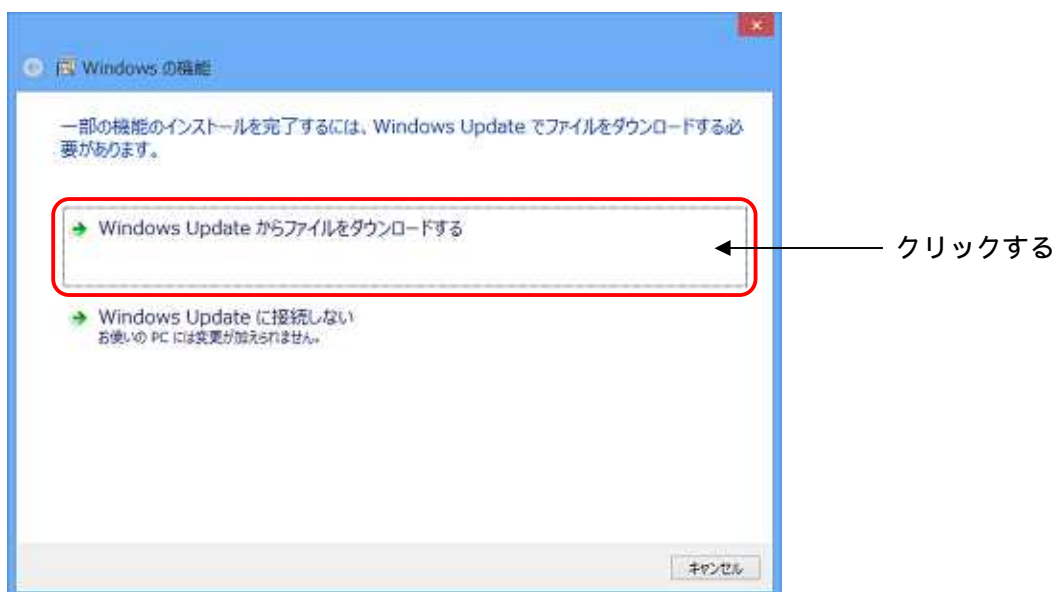 Windows の機能
一部の機能のインストールを完了するには、Windows Update でファイルをダウンロードする必
要があります。
Windows Update からファイルをダウンロードする
クリックする
Windows Update に接続しない
お使いの PC には変更が加えられません。
キャンセル